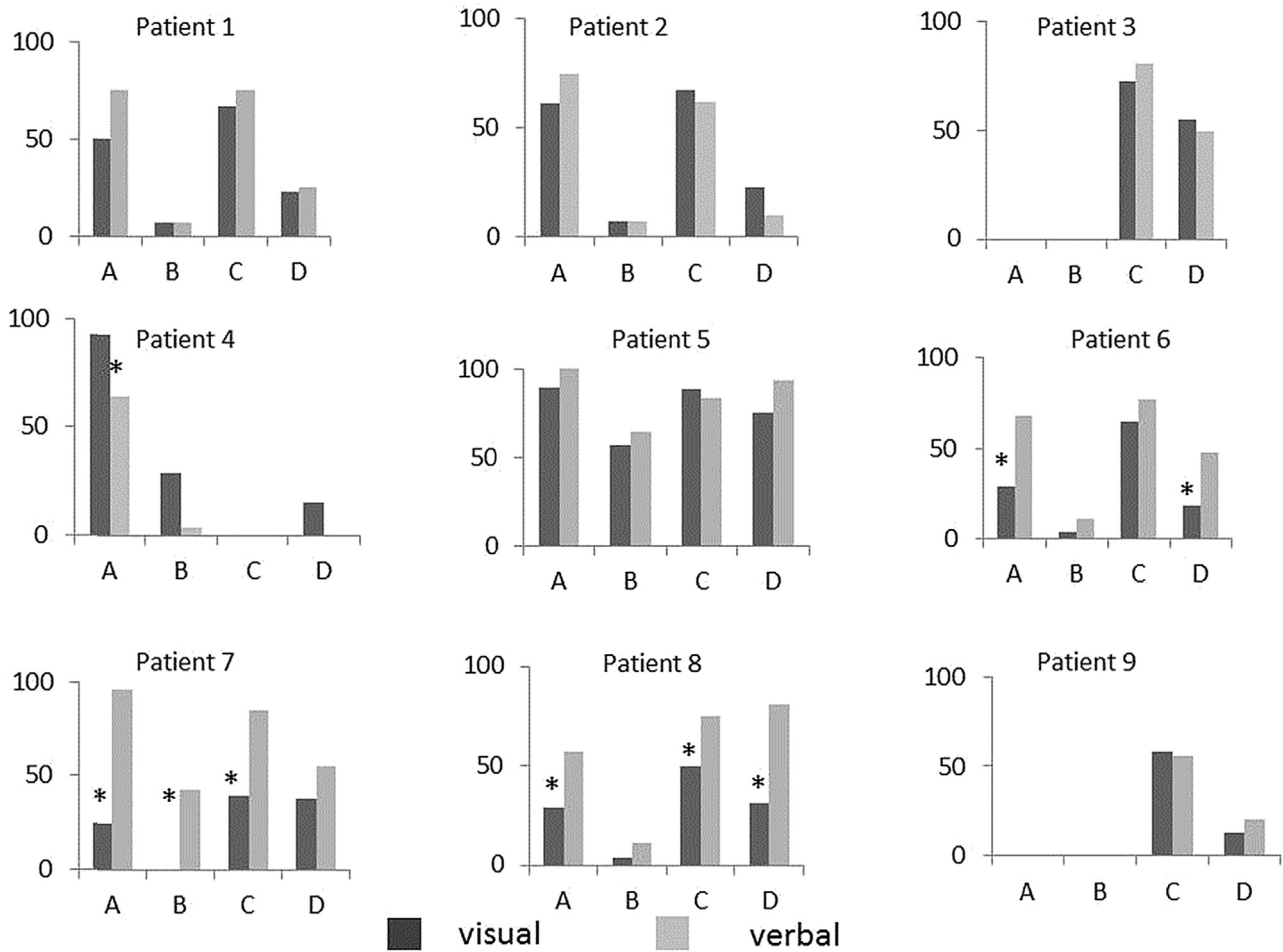 Patient 1
100
50
0
A B C D
Patient 2
100
50
0
A B C D
Patient 3
100
50
0
A B C D
Patient 4
100
*
50
0
A B C D
Patient 5
100
50
0
A B C D
Patient 6
100
50
* *
0
A B C D
Patient 7
100
50
* * *
0
A B C D
Patient 8
100
50
* * *
0
A B C D
Patient 9
100
50
0
A B C D
visual verbal